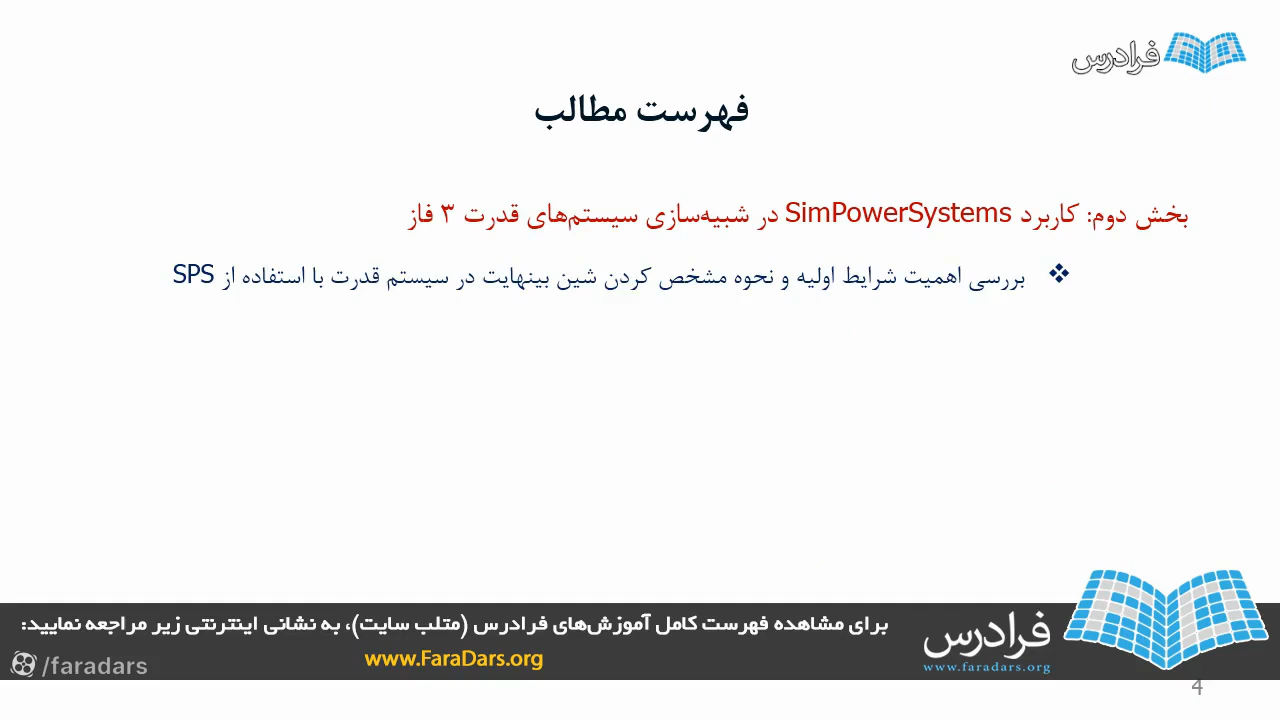 فرادرس
فهرست مطالب
بخش دوم: کاربرد SimPowerSystems در شبیه‌سازی سیستم‌های قدرت ۳ فاز
❖ بررسی اهمیت شرایط اولیه و نحوه مشخص کردن شین بینهایت در سیستم قدرت با استفاده از SPS
برای مشاهده فهرست کامل آموزش‌های فرادرس (متلب سایت)، به نشانی اینترنتی زیر مراجعه نمایید:
www.FaraDars.org
/faradars
فرادرس
www.faradars.org
4